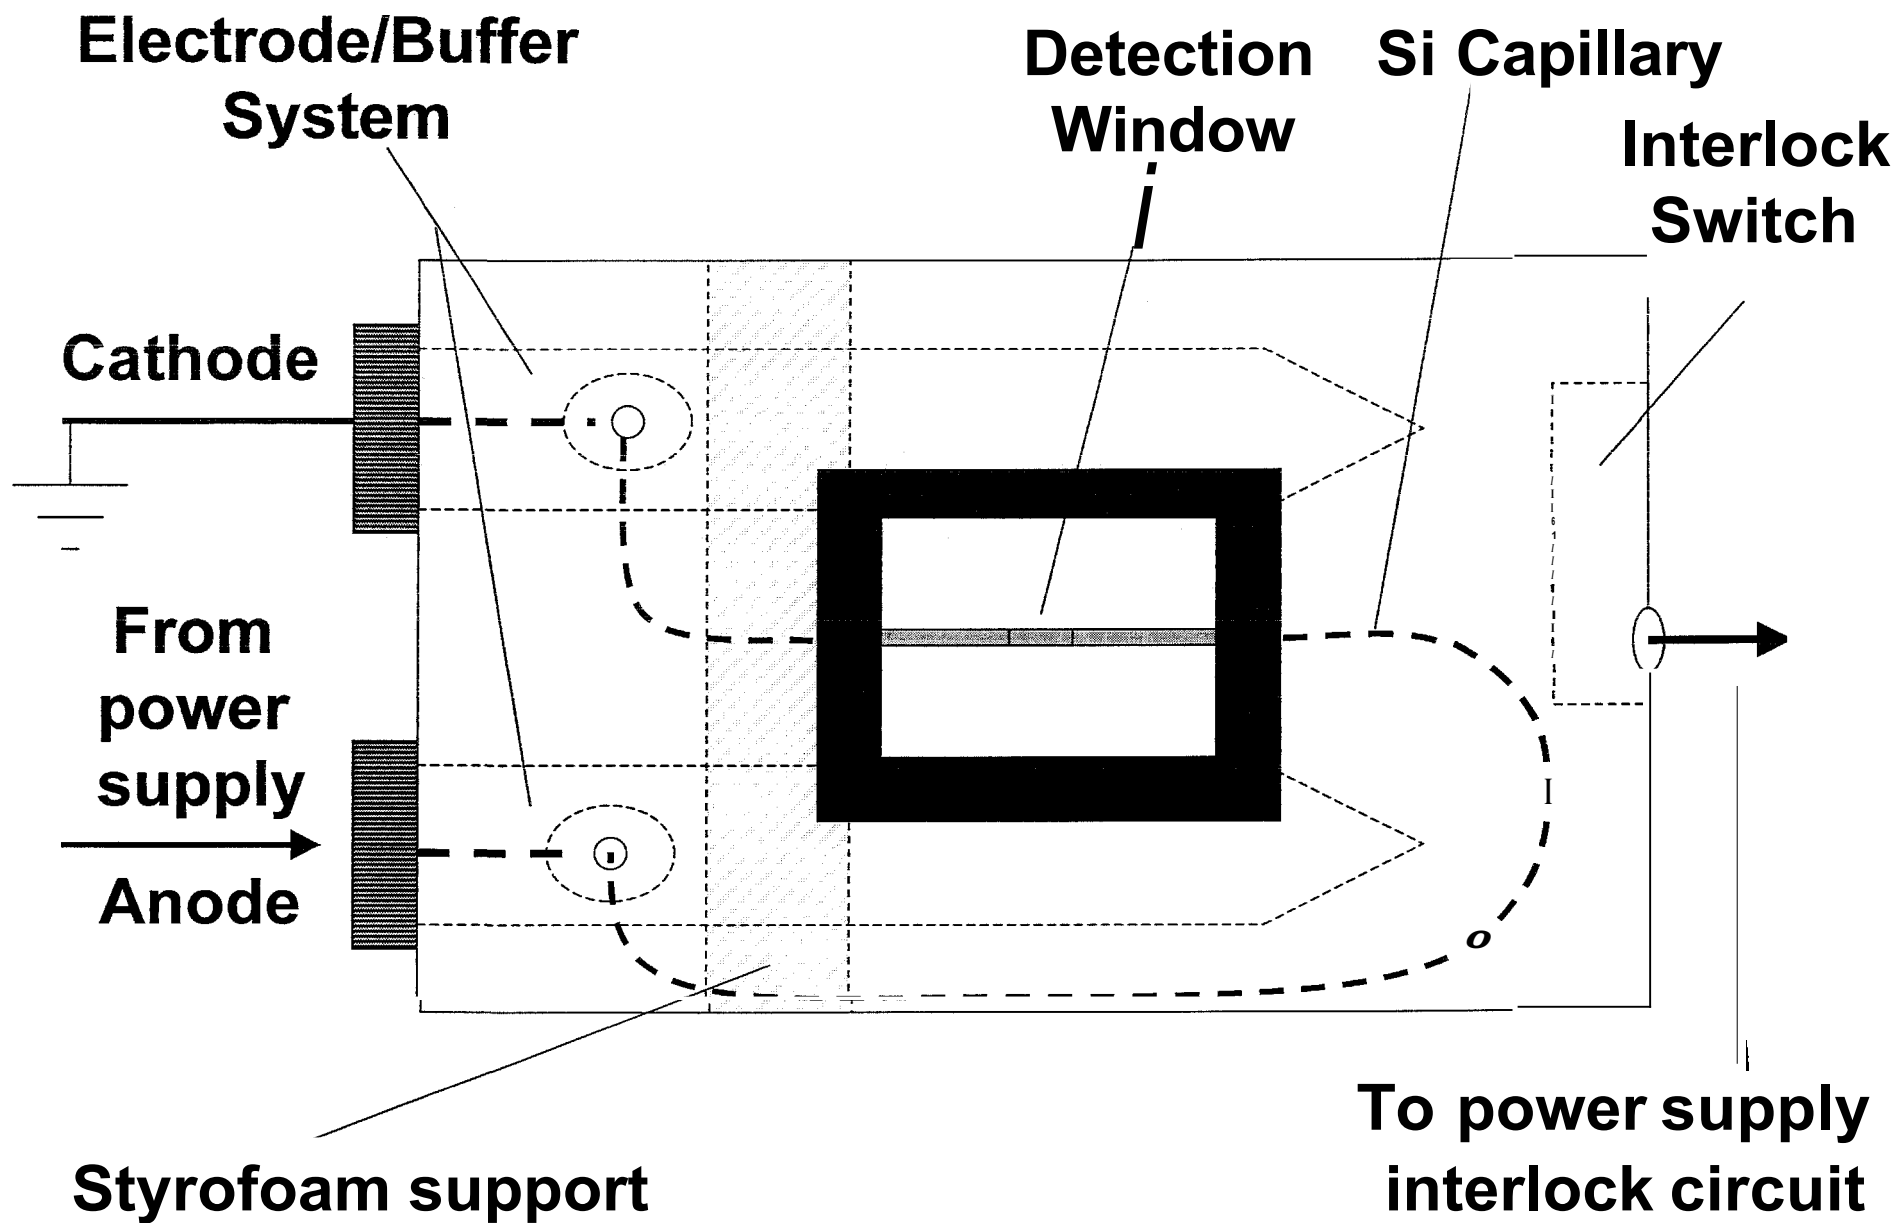 Electrode/Buffer
System
Detection
Window
Si Capillary
Interlock
Switch
Cathode
From
power
supply
Anode
Styrofoam support
To power supply
interlock circuit